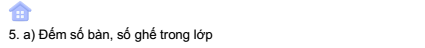 5. a) Đếm số bàn, số ghế trong lớp